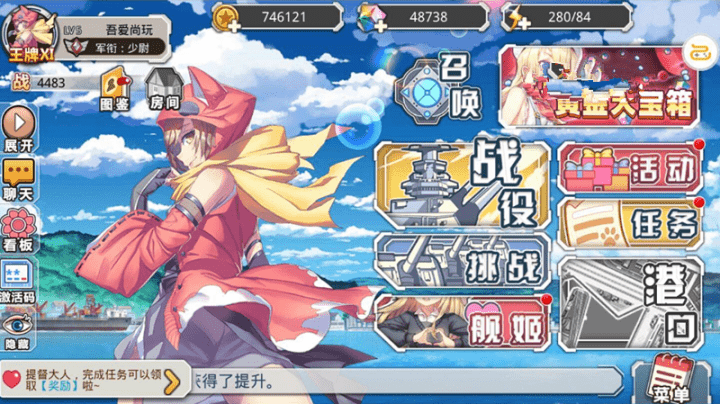 LV5 吾爱尚玩
王牌XI
军衔：少尉
746121
48738
280/84
战 4483
图鉴
房间
召唤
黄金大宝箱
展开
聊天
看板
激活码
隐藏
战役
活动
任务
挑战
港口
舰姬
提督大人，完成任务可以领
取【奖励】啦~
获得了提升。
菜单